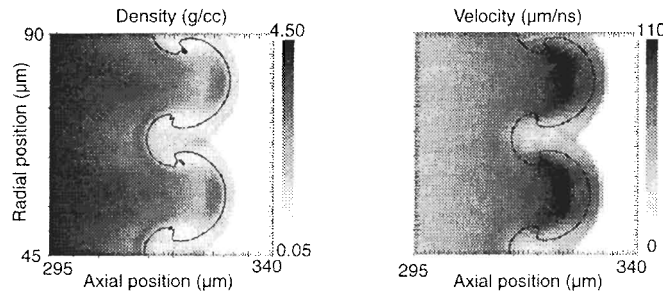 Density (g/cc)
90
4.50
Radial position (µm)
45
0.05
295
340
Axial position (µm)
Velocity (µm/ns)
110
0
295
340
Axial position (µm)